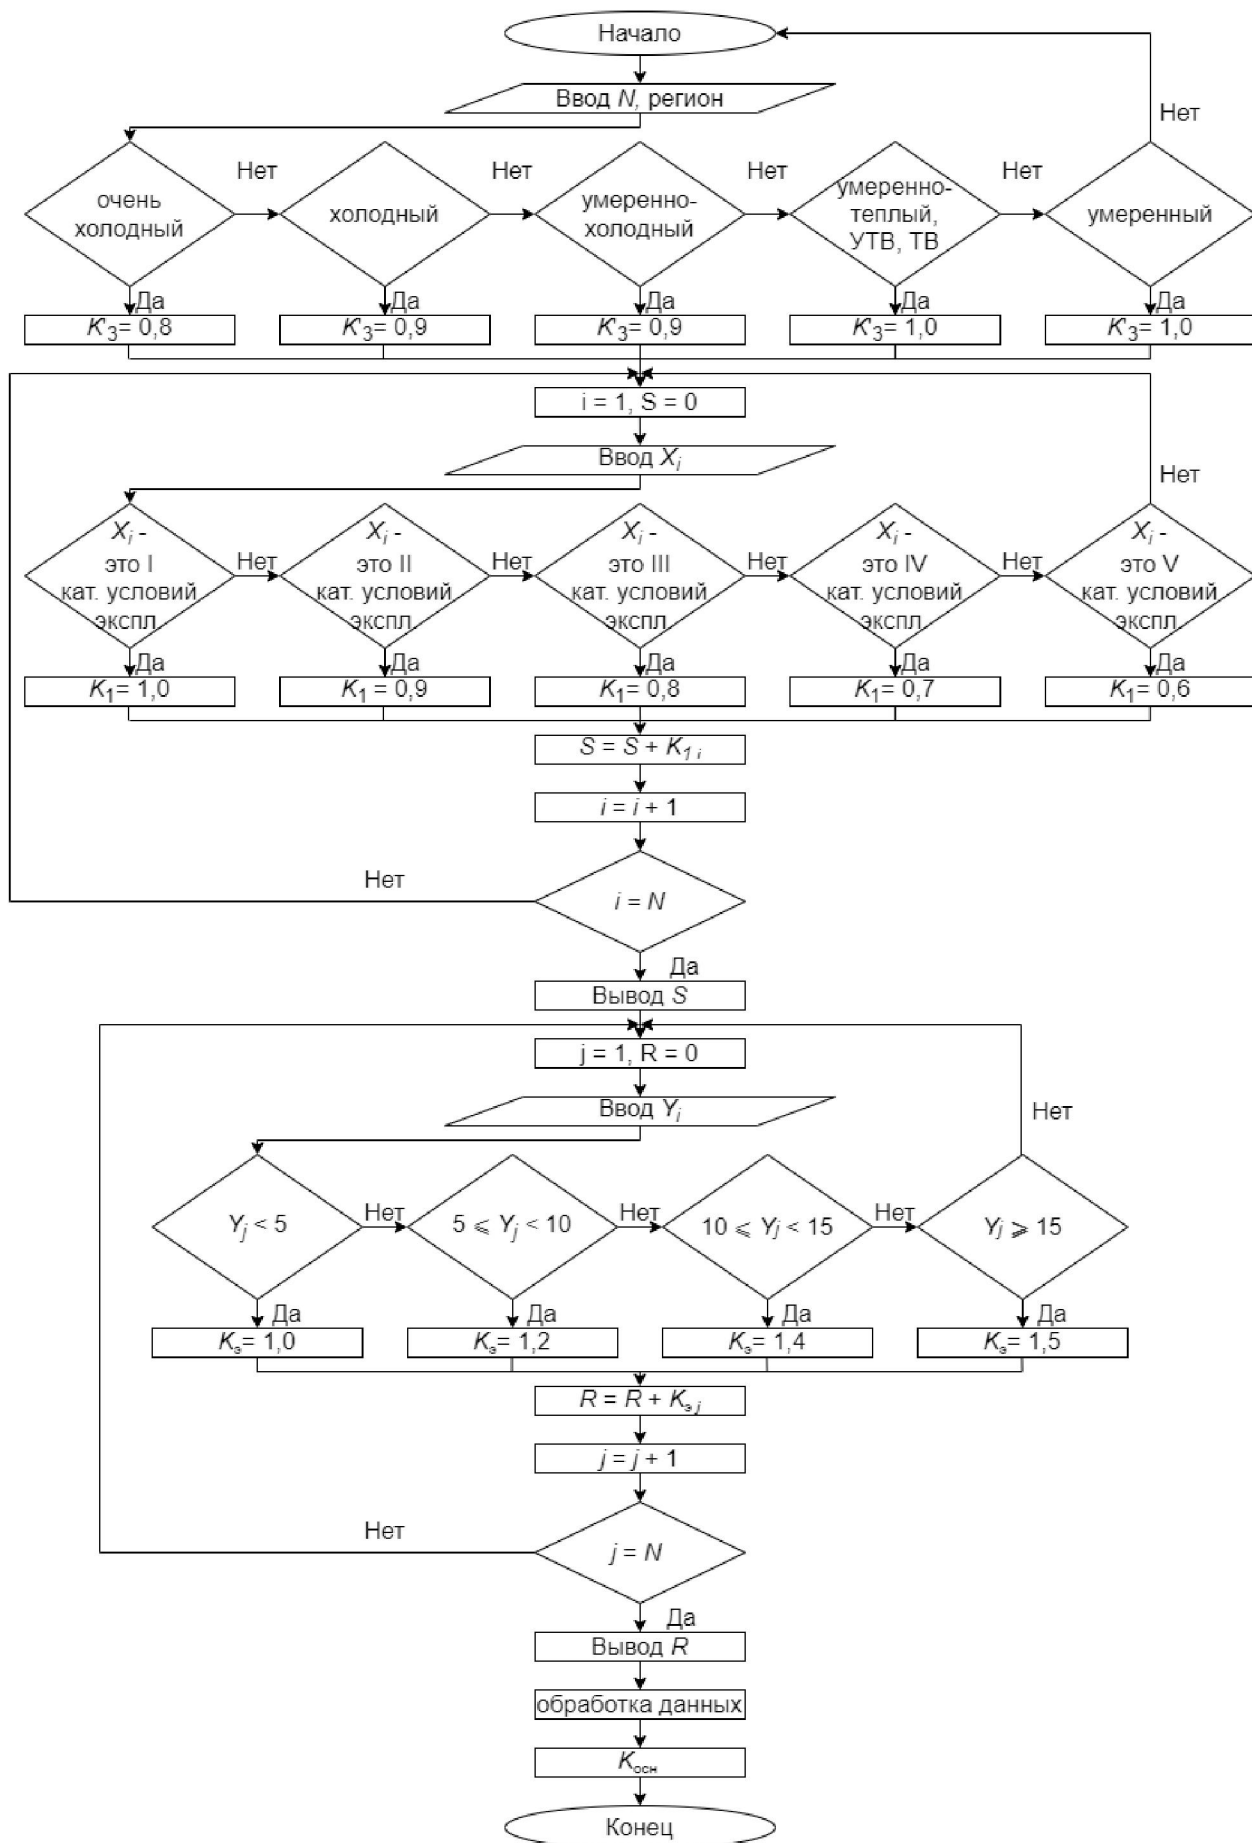 Начало
Ввод N, регион
Нет
Нет
Нет
Нет
Нет
очень
холодный
холодный
умеренно-
холодный
умеренно-
теплый,
УТВ, ТВ
умеренный
Да
Да
Да
Да
Да
K'3= 0,8
K'3= 0,9
K'3= 0,9
K'3= 1,0
K'3= 1,0
i = 1, S = 0
Ввод Xi
Нет
Xi -
это I
кат. условий
экспл.
Нет
Xi -
это II
кат. условий
экспл.
Нет
Xi -
это III
кат. условий
экспл.
Нет
Xi -
это IV
кат. условий
экспл.
Нет
Xi -
это V
кат. условий
экспл.
Да
Да
Да
Да
Да
K1= 1,0
K1 = 0,9
K1= 0,8
K1= 0,7
K1= 0,6
S = S + K1 i
i = i + 1
Нет
i = N
Да
Вывод S
j = 1, R = 0
Ввод Yi
Нет
Yj < 5
Нет
5 ⩽ Yj < 10
Нет
10 ⩽ Yj < 15
Нет
Yj ⩾ 15
Да
Да
Да
Да
Kэ= 1,0
Kэ= 1,2
Kэ= 1,4
Kэ= 1,5
R = R + Kэ j
j = j + 1
Нет
j = N
Да
Вывод R
обработка данных
Kосн
Конец